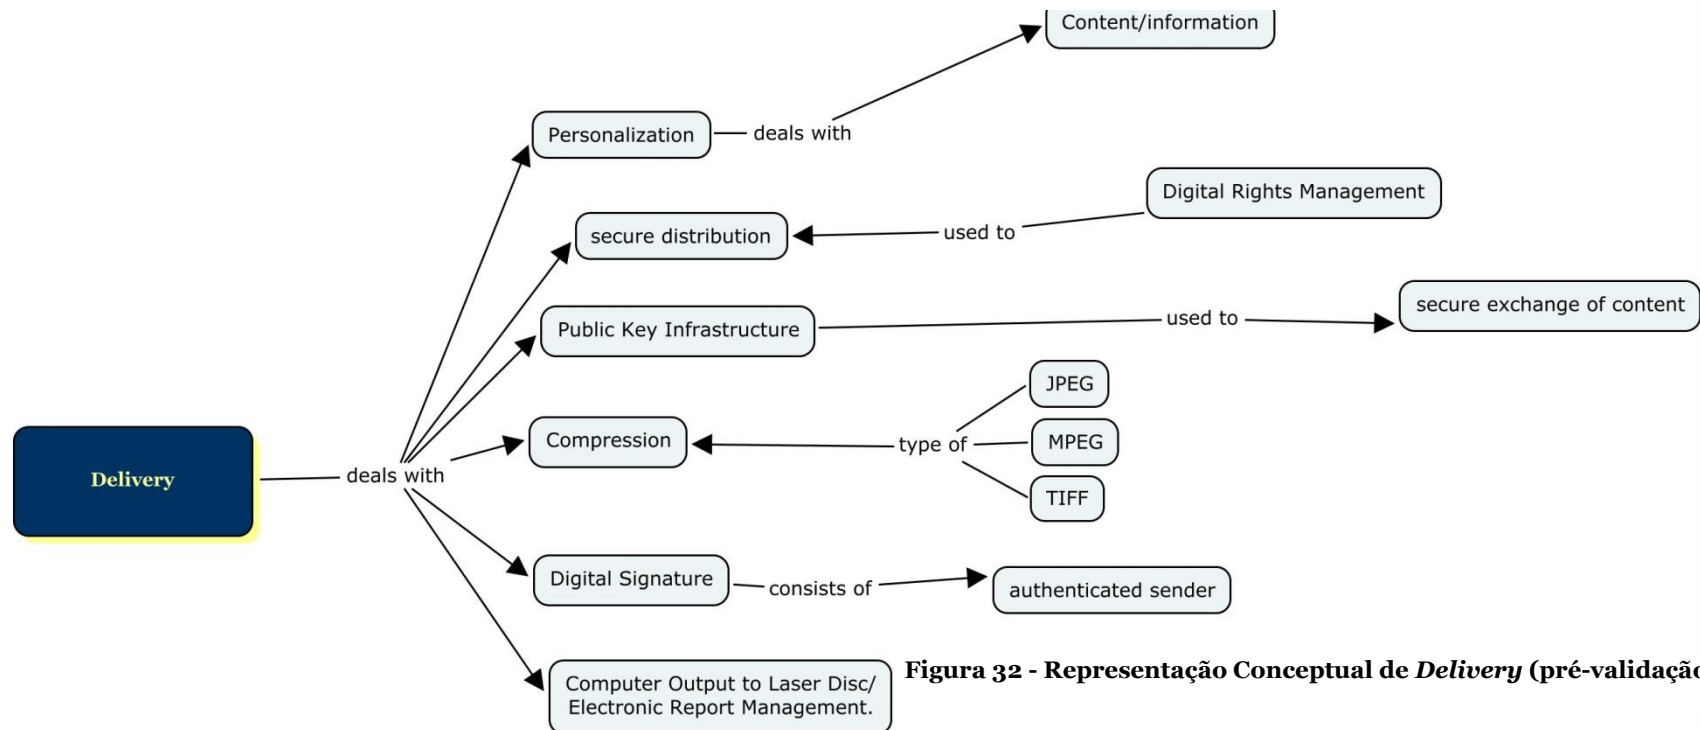 Content/information
Personalization
deals with
Digital Rights Management
secure distribution
used to
secure exchange of content
Public Key Infrastructure
used to
JPEG
Compression
type of
MPEG
Delivery
deals with
TIFF
Digital Signature
consists of
authenticated sender
Computer Output to Laser Disc/
Electronic Report Management.
Figura 32 - Representação Conceptual de Delivery (pré-validação